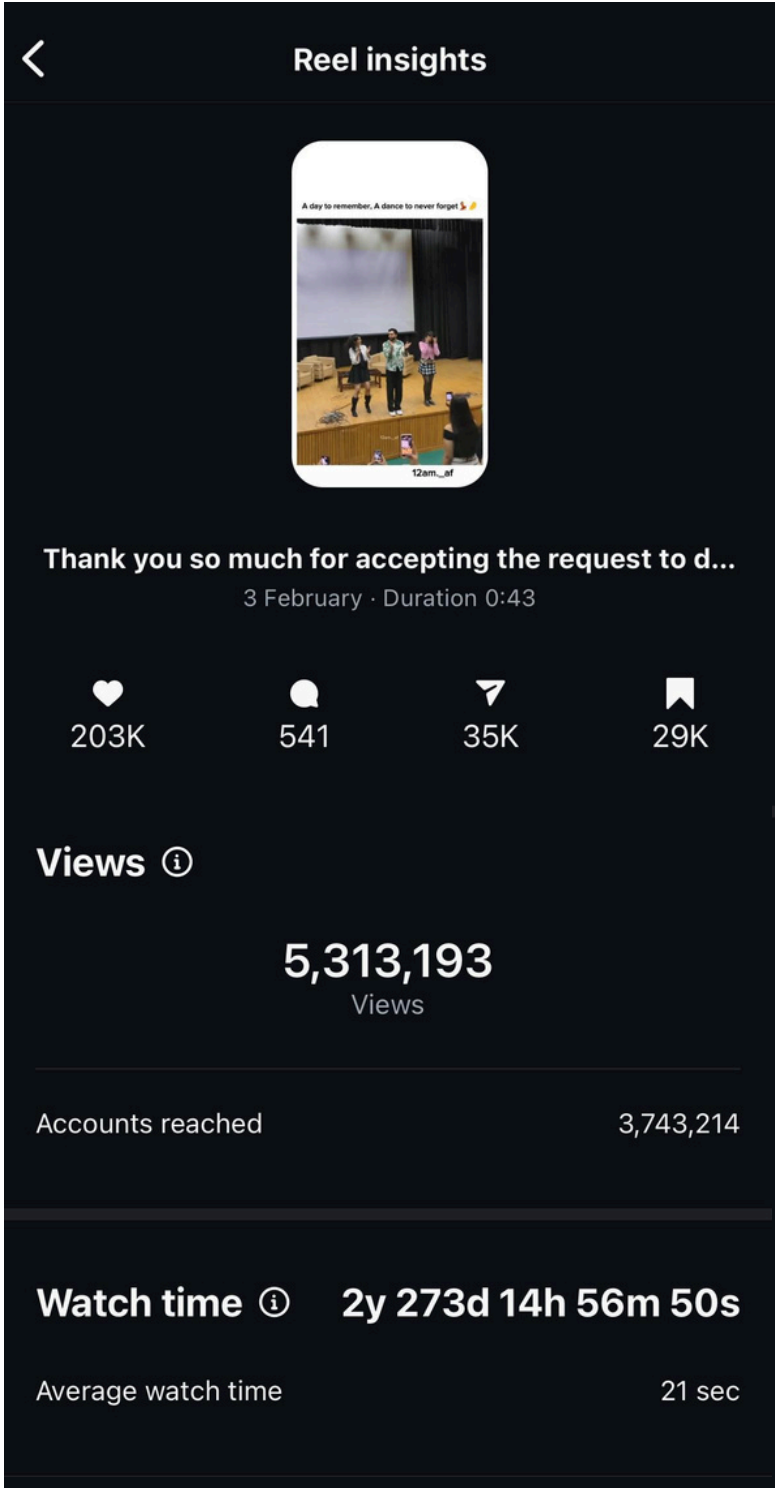 Reel insights
A day to remember, A dance to never forget💃🤌
12am._af
Thank you so much for accepting the request to d...
3 February · Duration 0:43
203K 541 35K 29K
Views
5,313,193
Views
Accounts reached 3,743,214
Watch time 2y 273d 14h 56m 50s
Average watch time 21 sec